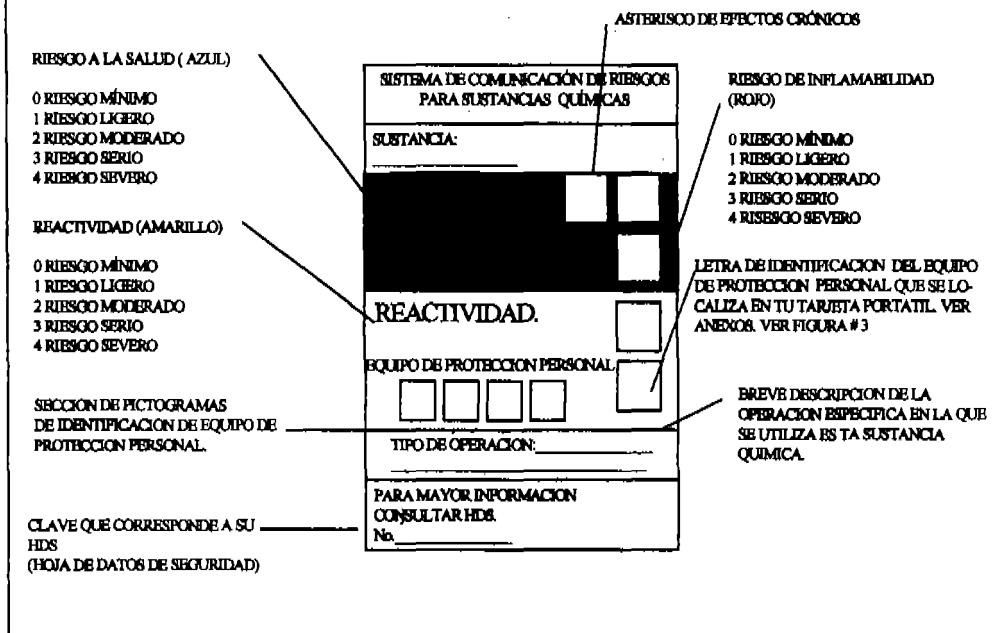 ASTERISCO DE EFECTOS CRÓNICOS
RIESGO A LA SALUD ( AZUL)
0 RIESGO MÍNIMO
1 RIESGO LIGERO
2 RIESGO MODERADO
3 RIESGO SERIO
4 RIESGO SEVERO
REACTIVIDAD (AMARILLO)
0 RIESGO MÍNIMO
1 RIESGO LIGERO
2 RIESGO MODERADO
3 RIESGO SERIO
4 RIESGO SEVERO
SECCION DE PICTOGRAMAS
DE IDENTIFICACION DE EQUIPO DE
PROTECCION PERSONAL.
CLAVE QUE CORRESPONDE A SU
HDS
(HOJA DE DATOS DE SEGURIDAD)
SISTEMA DE COMUNICACIÓN DE RIESGOS
PARA SUSTANCIAS QUÍMICAS
SUSTANCIA:
REACTIVIDAD.
EQUIPO DE PROTECCION PERSONAL
TIPO DE OPERACION:
PARA MAYOR INFORMACION
CONSULTAR HDS.
No.
RIESGO DE INFLAMABILIDAD
(ROJO)
0 RIESGO MÍNIMO
1 RIESGO LIGERO
2 RIESGO MODERADO
3 RIESGO SERIO
4 RISESGO SEVERO
LETRA DE IDENTIFICACION DEL EQUIPO
DE PROTECCION PERSONAL QUE SE LO-
CALIZA EN TU TARJETA PORTATIL. VER
ANEXOS. VER FIGURA # 3
BREVE DESCRIPCION DE LA
OPERACION ESPECIFICA EN LA QUE
SE UTILIZA ES TA SUSTANCIA
QUIMICA.